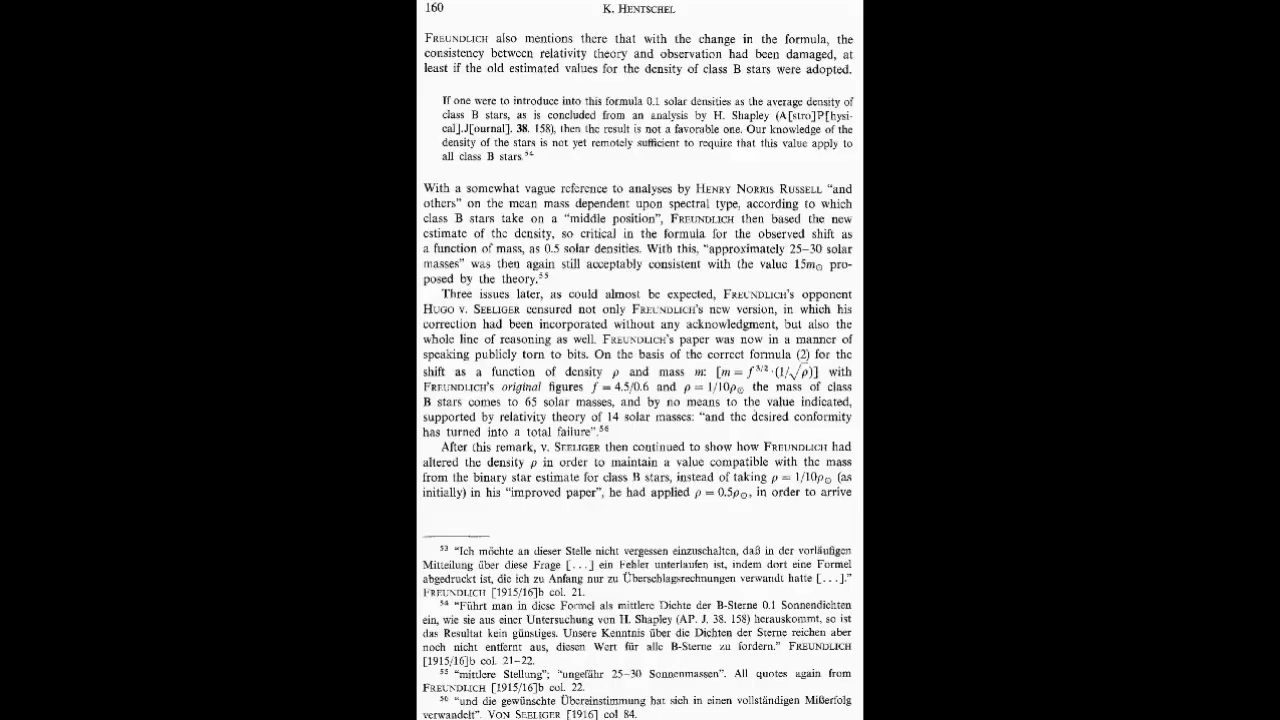 160
K. HENTSCHEL
FREUNDLICH also mentions there that with the change in the formula, the
consistency between relativity theory and observation had been damaged, at
least if the old estimated values for the density of class B stars were adopted.
If one were to introduce into this formula 0.1 solar densities as the average density of
class B stars, as is concluded from an analysis by H. Shapley (A[stro]P[hysi-
cal].J[ournal]. 38. 158), then the result is not a favorable one. Our knowledge of the
density of the stars is not yet remotely sufficient to require that this value apply to
all class B stars.⁵⁴
With a somewhat vague reference to analyses by HENRY NORRIS RUSSELL “and
others” on the mean mass dependent upon spectral type, according to which
class B stars take on a “middle position”, FREUNDLICH then based the new
estimate of the density, so critical in the formula for the observed shift as
a function of mass, as 0.5 solar densities. With this, “approximately 25–30 solar
masses” was then again still acceptably consistent with the value 15m⊙ pro-
posed by the theory.⁵⁵
Three issues later, as could almost be expected, FREUNDLICH's opponent
HUGO v. SEELIGER censured not only FREUNDLICH's new version, in which his
correction had been incorporated without any acknowledgment, but also the
whole line of reasoning as well. FREUNDLICH's paper was now in a manner of
speaking publicly torn to bits. On the basis of the correct formula (2) for the
shift as a function of density ρ and mass m: [m = f³ᐟ²·(1/√ρ)] with
FREUNDLICH's original figures f = 4.5/0.6 and ρ = 1/10ρ⊙ the mass of class
B stars comes to 65 solar masses, and by no means to the value indicated,
supported by relativity theory of 14 solar masses: “and the desired conformity
has turned into a total failure”.⁵⁶
After this remark, v. SEELIGER then continued to show how FREUNDLICH had
altered the density ρ in order to maintain a value compatible with the mass
from the binary star estimate for class B stars, instead of taking ρ = 1/10ρ⊙ (as
initially) in his “improved paper”, he had applied ρ = 0.5ρ⊙, in order to arrive
⁵³ “Ich möchte an dieser Stelle nicht vergessen einzuschalten, daß in der vorläufigen
Mitteilung über diese Frage [...] ein Fehler unterlaufen ist, indem dort eine Formel
abgedruckt ist, die ich zu Anfang nur zu Überschlagsrechnungen verwandt hatte [...].”
FREUNDLICH [1915/16]b col. 21.
⁵⁴ “Führt man in diese Formel als mittlere Dichte der B-Sterne 0.1 Sonnendichten
ein, wie sie aus einer Untersuchung von H. Shapley (AP. J. 38. 158) herauskommt, so ist
das Resultat kein günstiges. Unsere Kenntnis über die Dichten der Sterne reichen aber
noch nicht entfernt aus, diesen Wert für alle B-Sterne zu fordern.” FREUNDLICH
[1915/16]b col. 21–22.
⁵⁵ “mittlere Stellung”; “ungefähr 25–30 Sonnenmassen”. All quotes again from
FREUNDLICH [1915/16]b col. 22.
⁵⁶ “und die gewünschte Übereinstimmung hat sich in einen vollständigen Mißerfolg
verwandelt”. VON SEELIGER [1916] col 84.